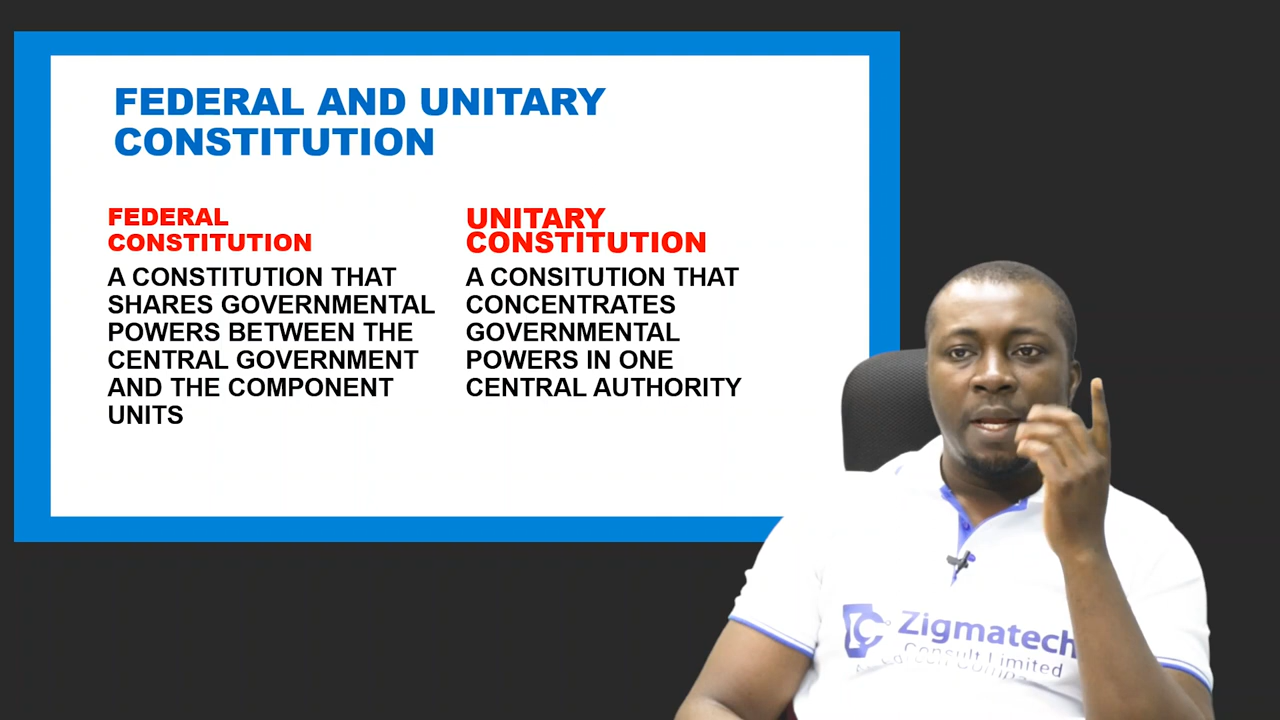 FEDERAL AND UNITARY
CONSTITUTION
FEDERAL
CONSTITUTION
A CONSTITUTION THAT
SHARES GOVERNMENTAL
POWERS BETWEEN THE
CENTRAL GOVERNMENT
AND THE COMPONENT
UNITS
UNITARY
CONSTITUTION
A CONSITUTION THAT
CONCENTRATES
GOVERNMENTAL
POWERS IN ONE
CENTRAL AUTHORITY
Zigmatech
Consult Limited